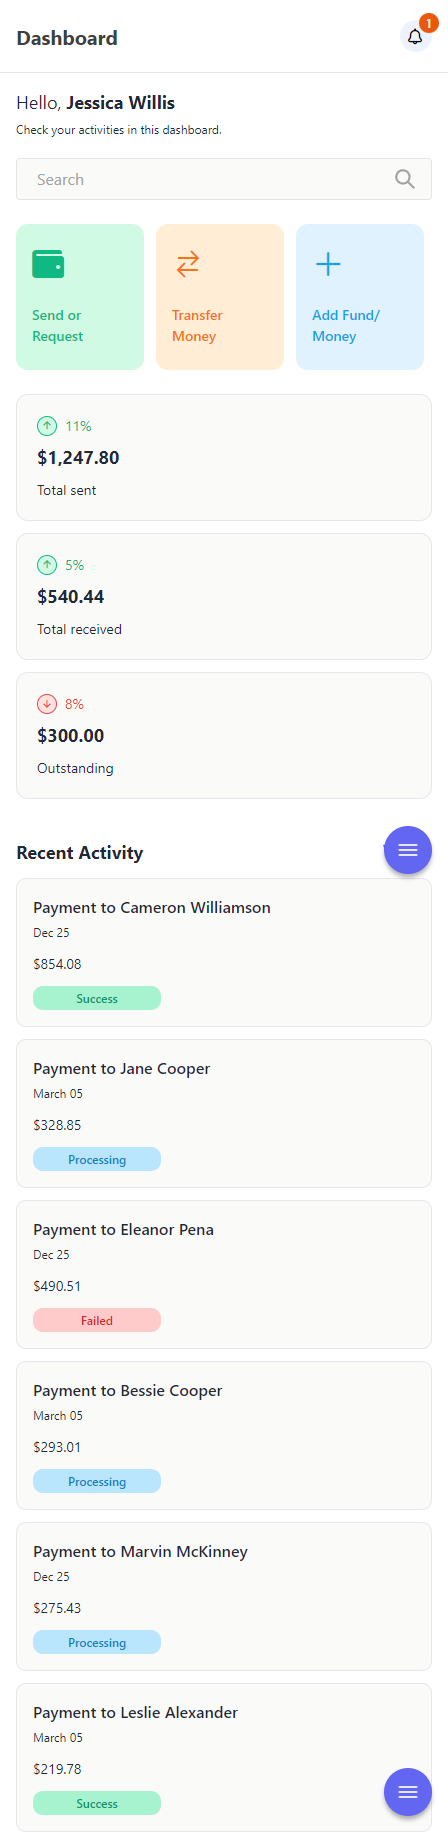 Dashboard
1
Hello, Jessica Willis
Check your activities in this dashboard.
Search
Send or
Request
Transfer
Money
Add Fund/
Money
11%
$1,247.80
Total sent
5%
$540.44
Total received
8%
$300.00
Outstanding
Recent Activity
Payment to Cameron Williamson
Dec 25
$854.08
Success
Payment to Jane Cooper
March 05
$328.85
Processing
Payment to Eleanor Pena
Dec 25
$490.51
Failed
Payment to Bessie Cooper
March 05
$293.01
Processing
Payment to Marvin McKinney
Dec 25
$275.43
Processing
Payment to Leslie Alexander
March 05
$219.78
Success